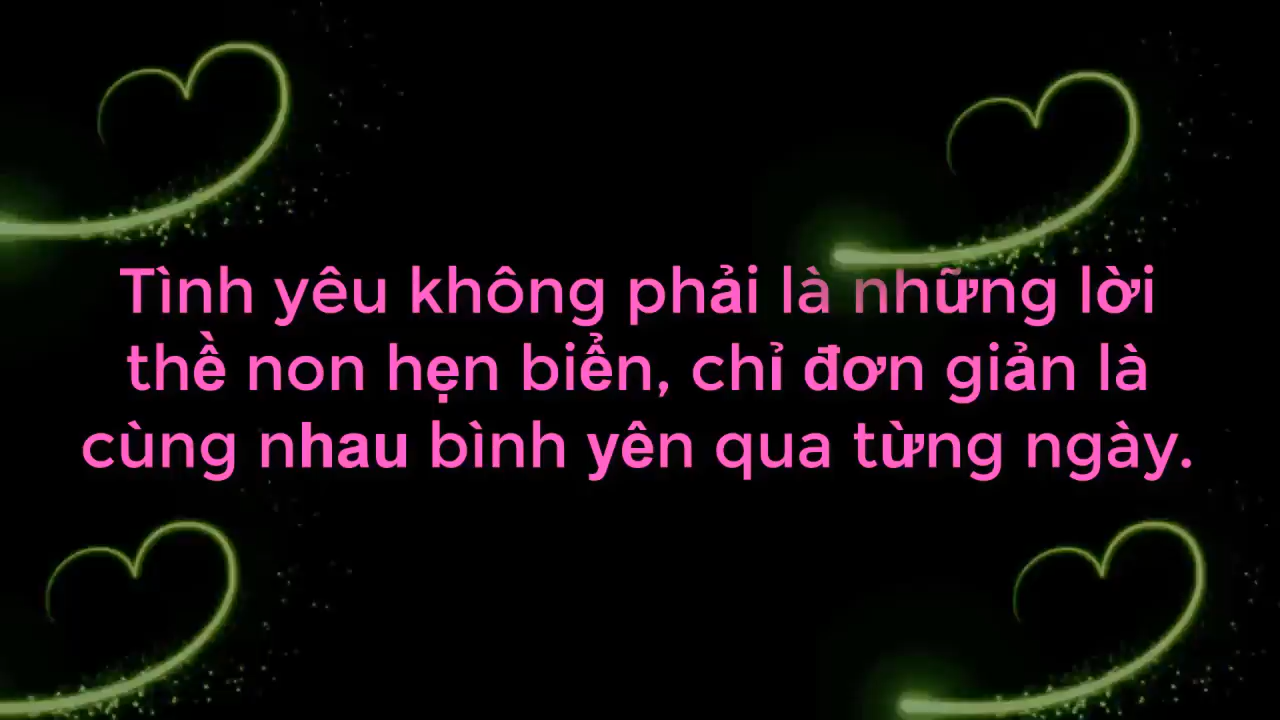 Tình yêu không phải là những lời
thề non hẹn biển, chỉ đơn giản là
cùng nhau bình yên qua từng ngày.